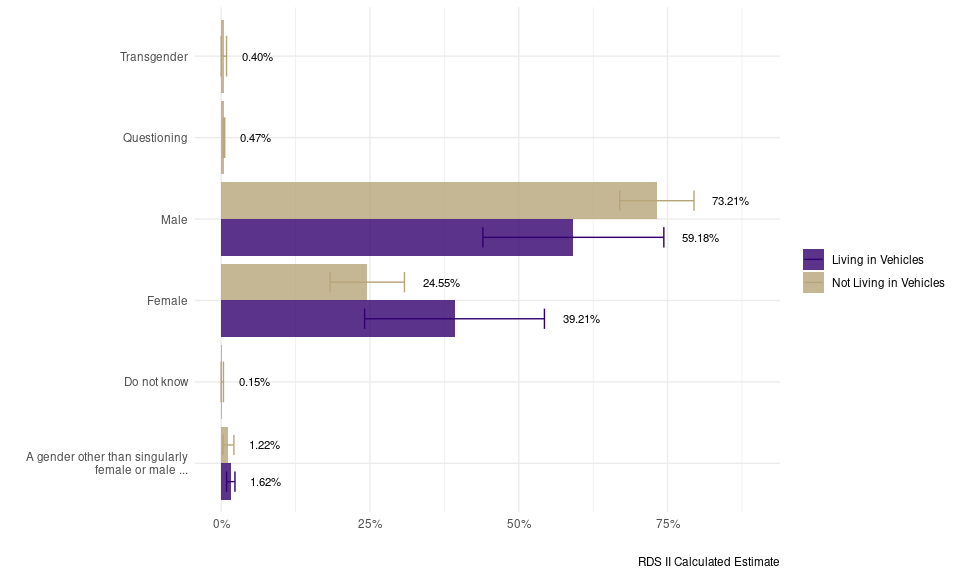 Transgender
0.40%
Questioning
0.47%
Male
73.21%
59.18%
Female
24.55%
39.21%
Do not know
0.15%
A gender other than singularly
female or male ...
1.22%
1.62%
0%
25%
50%
75%
RDS II Calculated Estimate
Living in Vehicles
Not Living in Vehicles